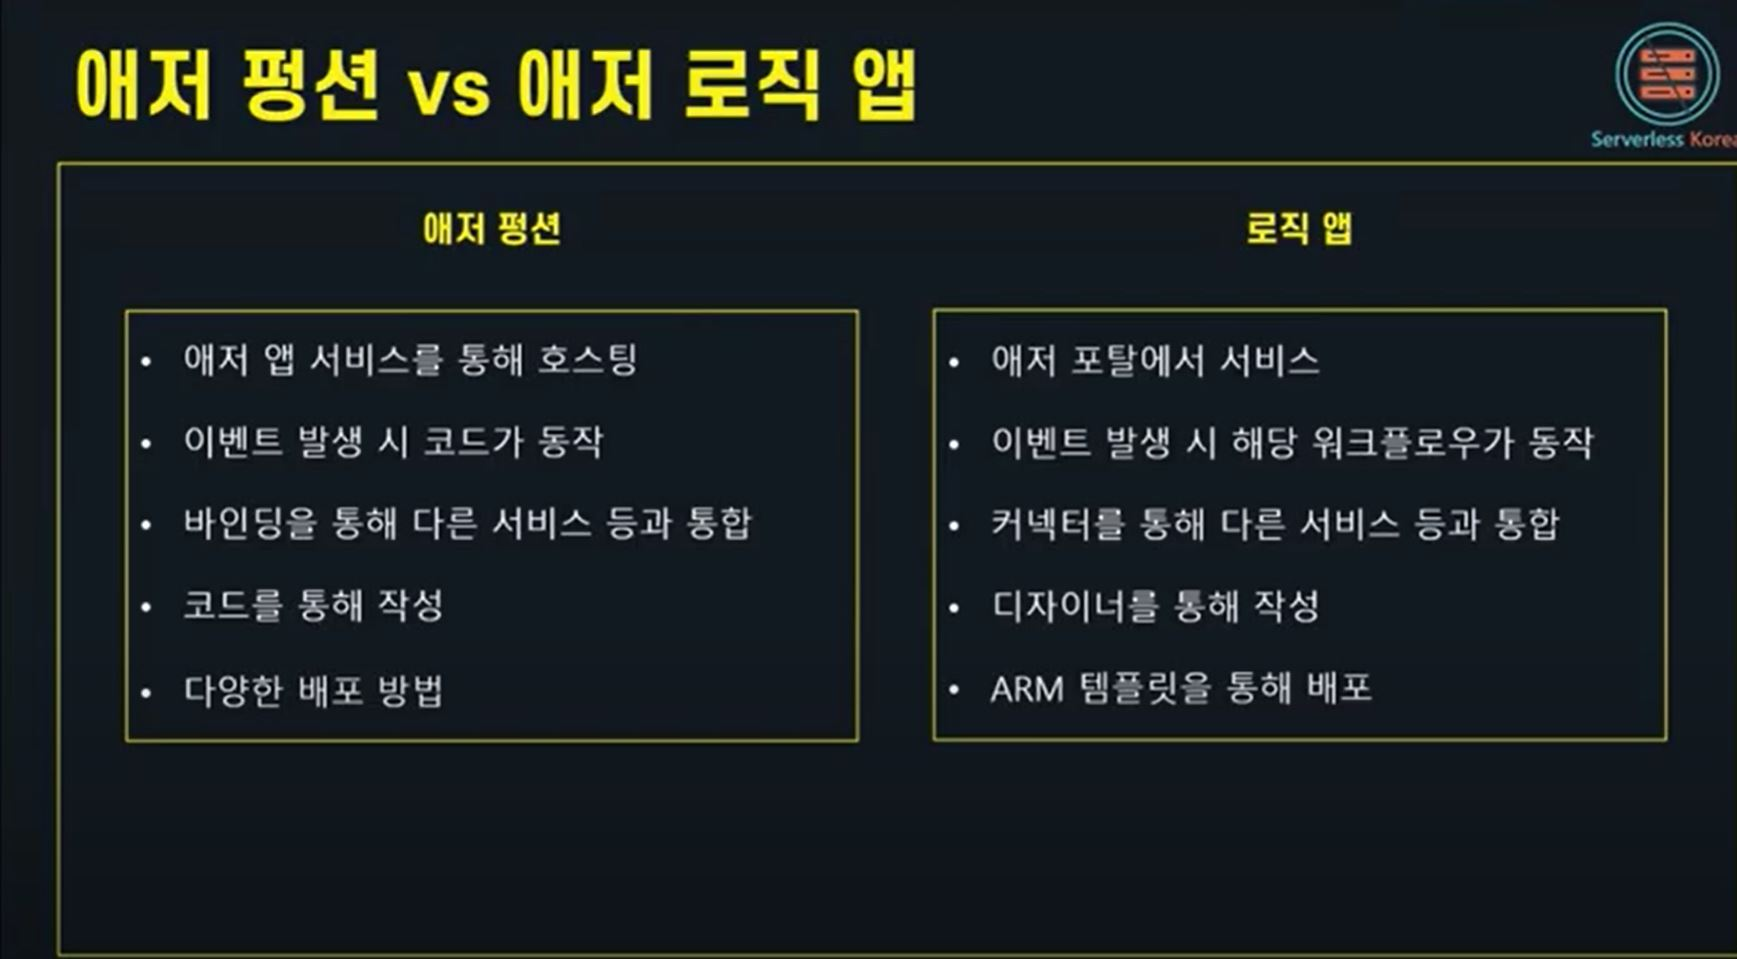 애저 펑션 vs 애저 로직 앱
Serverless Korea
애저 펑션
• 애저 앱 서비스를 통해 호스팅
• 이벤트 발생 시 코드가 동작
• 바인딩을 통해 다른 서비스 등과 통합
• 코드를 통해 작성
• 다양한 배포 방법
로직 앱
• 애저 포탈에서 서비스
• 이벤트 발생 시 해당 워크플로우가 동작
• 커넥터를 통해 다른 서비스 등과 통합
• 디자이너를 통해 작성
• ARM 템플릿을 통해 배포